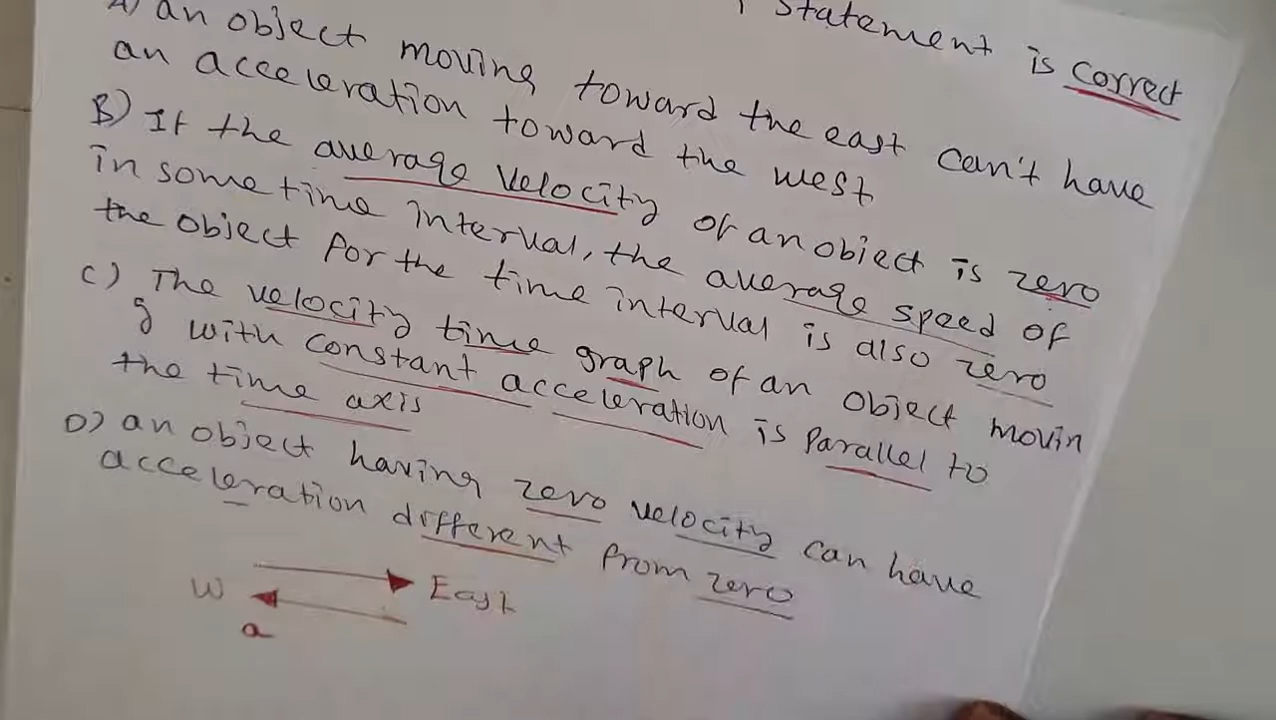 statement is correct
A) an object moving toward the east can't have
an acceleration toward the west
B) If the average velocity of an object is zero
in some time interval, the average speed of
the object for the time interval is also zero
C) The velocity time graph of an object movin
g with constant acceleration is parallel to
the time axis
D) an object having zero velocity can have
acceleration different from zero
W East
a